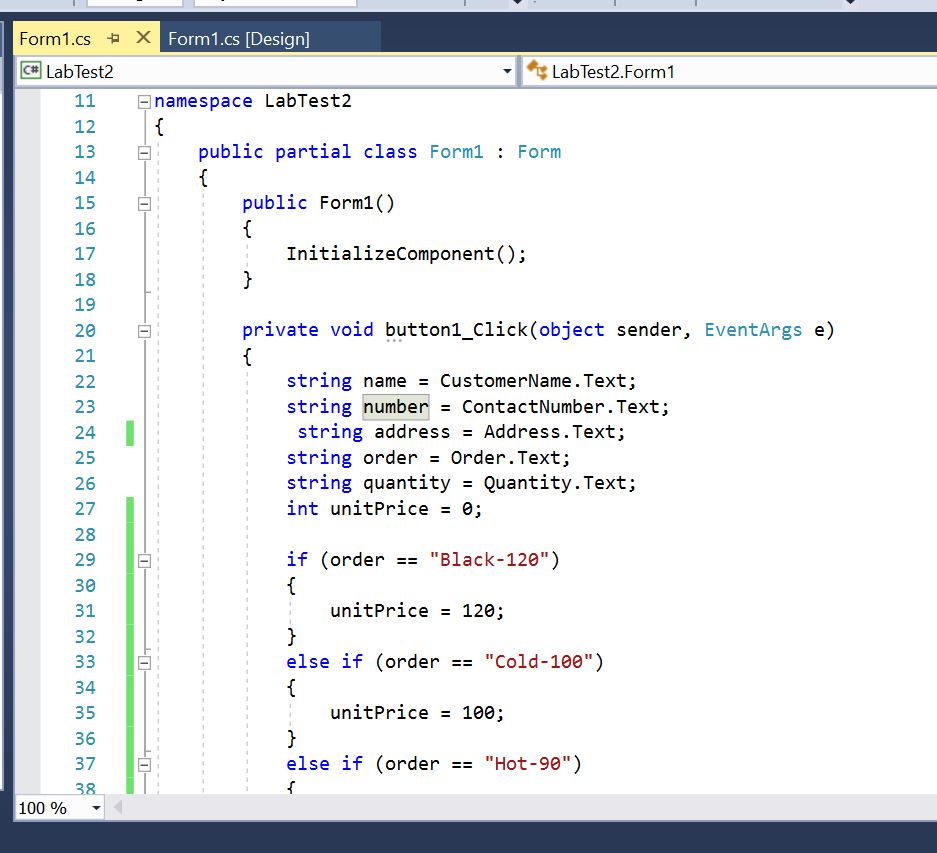 Form1.cs
Form1.cs [Design]
C# LabTest2
LabTest2.Form1
11 namespace LabTest2
12 {
13     public partial class Form1 : Form
14     {
15         public Form1()
16         {
17             InitializeComponent();
18         }
19
20         private void button1_Click(object sender, EventArgs e)
21         {
22             string name = CustomerName.Text;
23             string number = ContactNumber.Text;
24              string address = Address.Text;
25             string order = Order.Text;
26             string quantity = Quantity.Text;
27             int unitPrice = 0;
28
29             if (order == "Black-120")
30             {
31                 unitPrice = 120;
32             }
33             else if (order == "Cold-100")
34             {
35                 unitPrice = 100;
36             }
37             else if (order == "Hot-90")
38             {
100 %